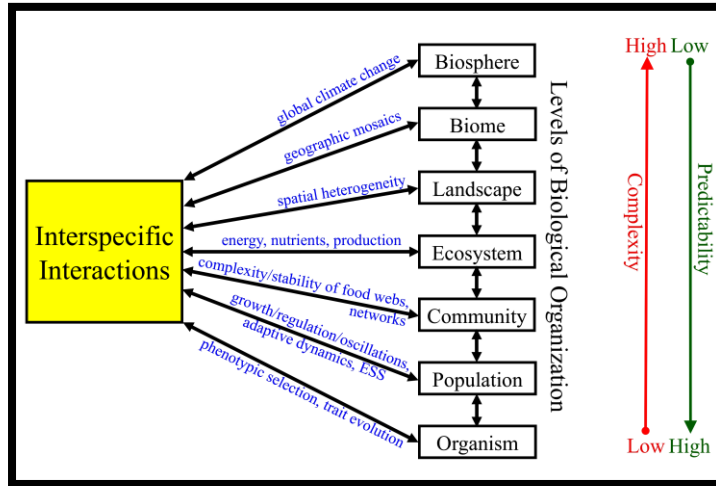 High Low
Biosphere
global climate change
Biome
geographic mosaics
Landscape
spatial heterogeneity
Interspecific
Interactions
energy, nutrients, production
Ecosystem
complexity/stability of food webs,
networks
Community
growth/regulation/oscillations,
adaptive dynamics, ESS
Population
phenotypic selection, trait evolution
Organism
Levels of Biological Organization
Complexity
Predictability
Low High